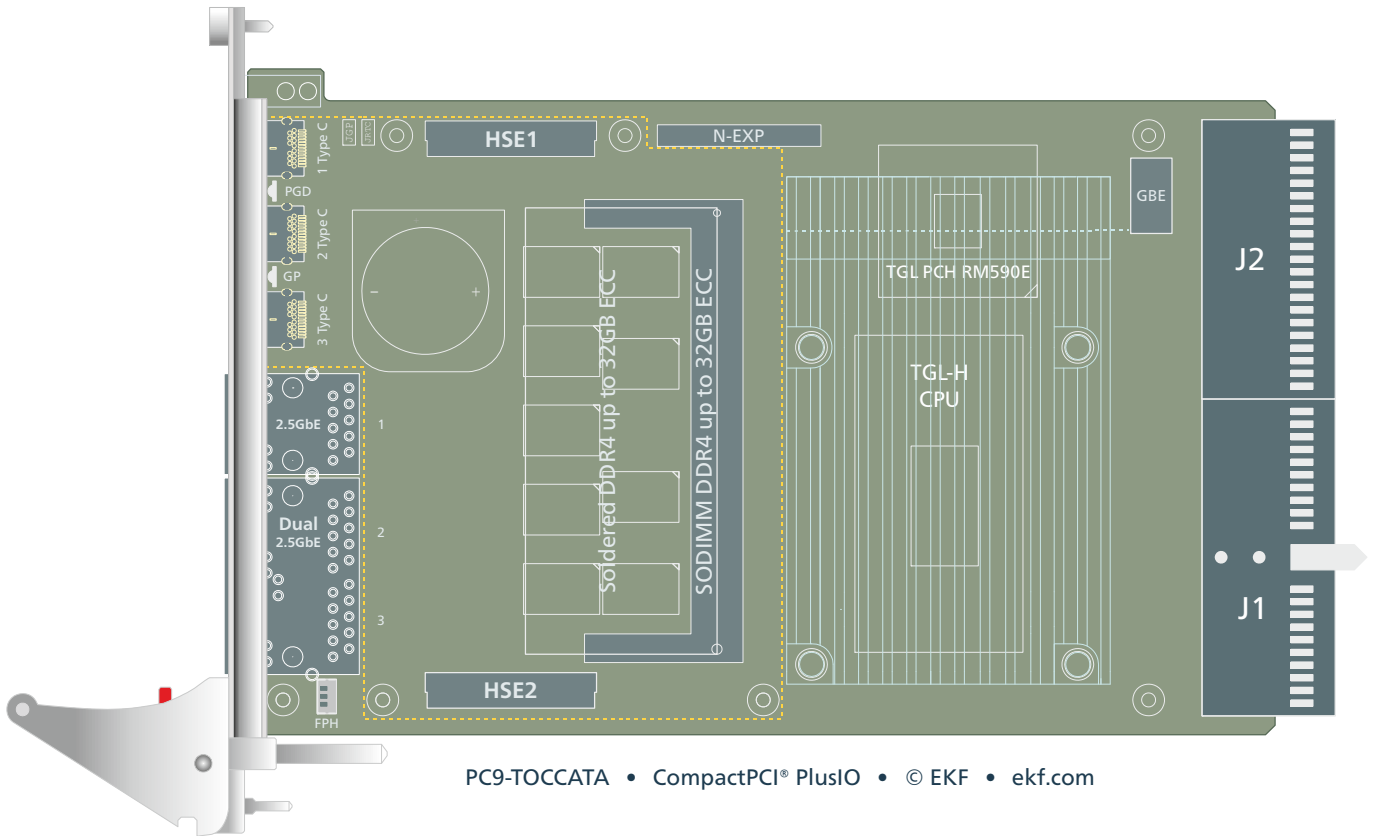 1 Type C
JGP
JRTC
HSE1
N-EXP
PGD
GBE
2 Type C
J2
GP
TGL PCH RM590E
3 Type C
-
+
Soldered DDR4 up to 32GB ECC
SODIMM DDR4 up to 32GB ECC
TGL-H
CPU
2.5GbE
1
Dual
2.5GbE
2
J1
3
HSE2
FPH
PC9-TOCCATA • CompactPCI® PlusIO • © EKF • ekf.com